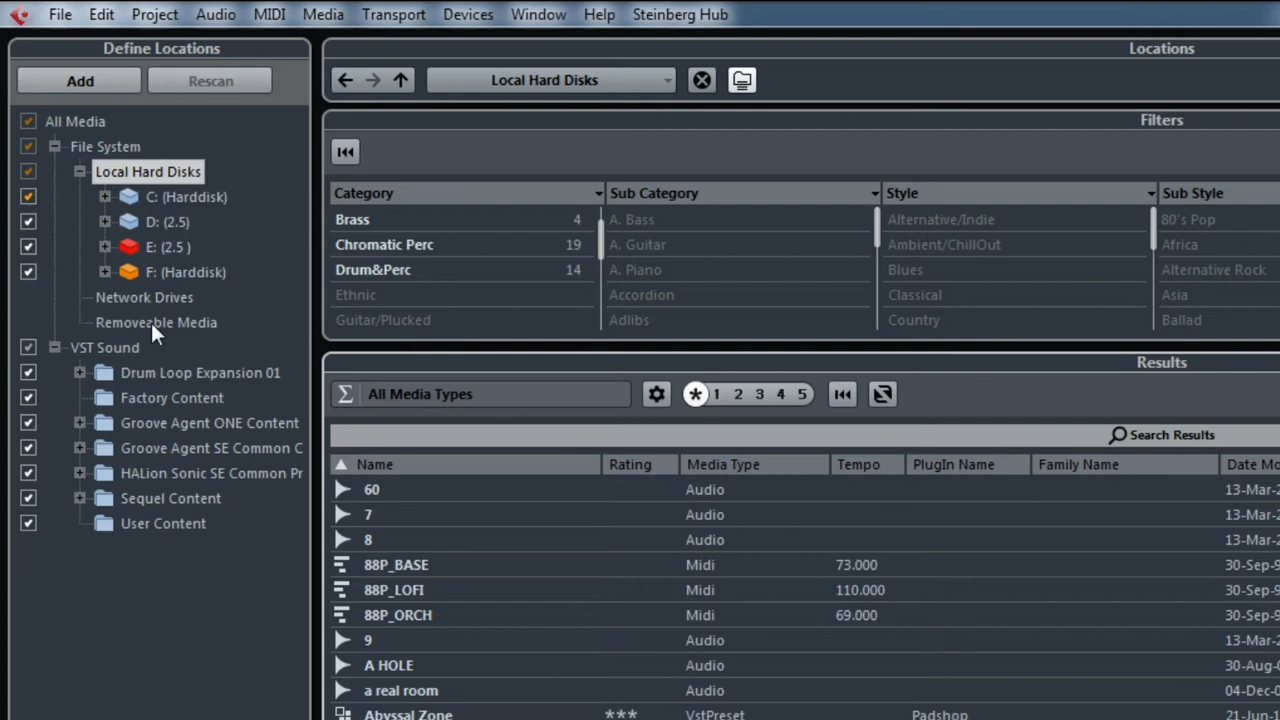 File Edit Project Audio MIDI Media Transport Devices Window Help Steinberg Hub
Define Locations
Add Rescan
All Media
File System
Local Hard Disks
C: (Harddisk)
D: (2.5)
E: (2.5 )
F: (Harddisk)
Network Drives
Removeable Media
VST Sound
Drum Loop Expansion 01
Factory Content
Groove Agent ONE Content
Groove Agent SE Common C
HALion Sonic SE Common Pr
Sequel Content
User Content
Locations
Local Hard Disks
Filters
Category Sub Category Style Sub Style
Brass 4 A. Bass Alternative/Indie 80's Pop
Chromatic Perc 19 A. Guitar Ambient/ChillOut Africa
Drum&Perc 14 A. Piano Blues Alternative Rock
Ethnic Accordion Classical Asia
Guitar/Plucked Adlibs Country Ballad
Results
All Media Types * 1 2 3 4 5
Search Results
Name Rating Media Type Tempo PlugIn Name Family Name Date Mo
60 Audio 13-Mar-2
7 Audio 13-Mar-2
8 Audio 13-Mar-2
88P_BASE Midi 73.000 30-Sep-9
88P_LOFI Midi 110.000 30-Sep-9
88P_ORCH Midi 69.000 30-Sep-9
9 Audio 13-Mar-2
A HOLE Audio 30-Aug-0
a real room Audio 04-Dec-0
Abyssal Zone *** VstPreset Padshop 21-Jun-1